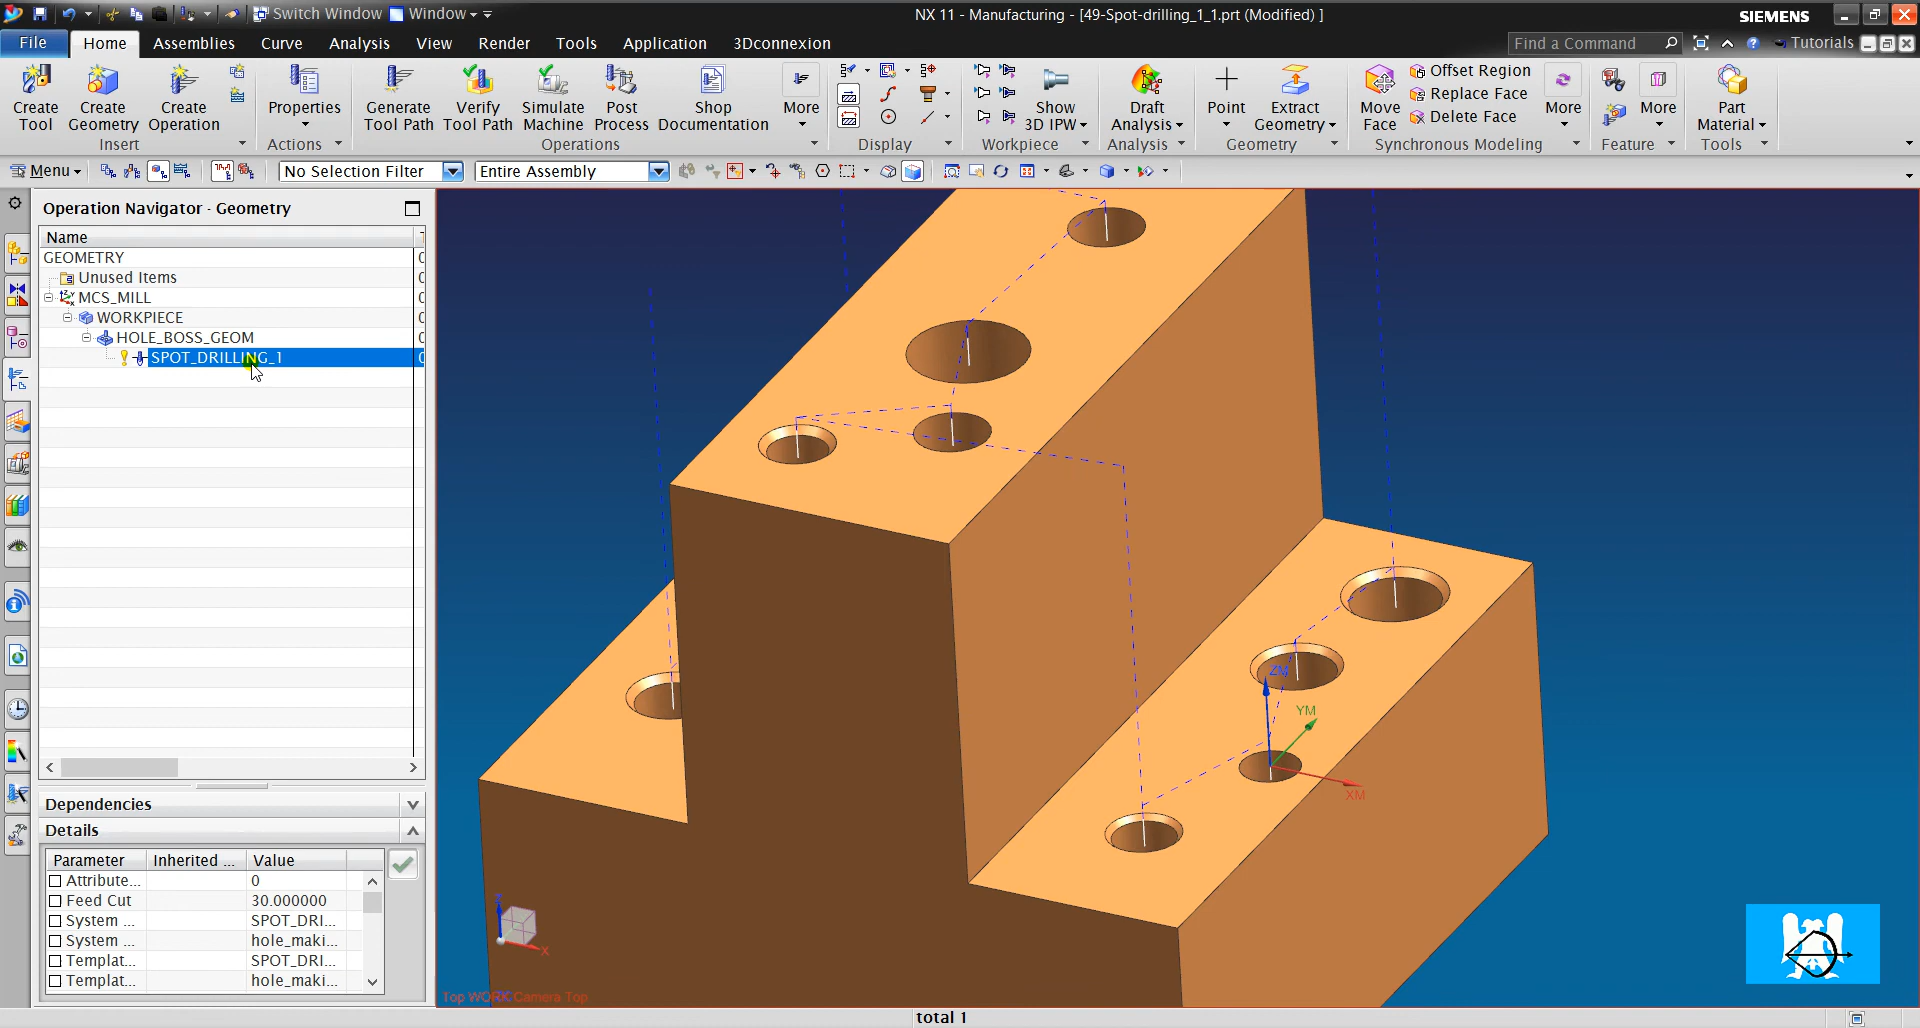 Switch Window Window
NX 11 - Manufacturing - [49-Spot-drilling_1_1.prt (Modified) ]
SIEMENS
File Home Assemblies Curve Analysis View Render Tools Application 3Dconnexion
Find a Command
Tutorials
Create Tool
Create Geometry
Create Operation
Properties
Generate Tool Path
Verify Tool Path
Simulate Machine
Post Process
Shop Documentation
More
Show 3D IPW
Draft Analysis
Point
Extract Geometry
Move Face
Offset Region
Replace Face
Delete Face
More
More
Part Material
Insert Actions Operations Display Workpiece Analysis Geometry Synchronous Modeling Feature Tools
Menu No Selection Filter Entire Assembly
Operation Navigator - Geometry
Name
GEOMETRY
Unused Items
MCS_MILL
WORKPIECE
HOLE_BOSS_GEOM
SPOT_DRILLING_1
Dependencies
Details
Parameter Inherited ... Value
Attribute... 0
Feed Cut 30.000000
System ... SPOT_DRI...
System ... hole_maki...
Templat... SPOT_DRI...
Templat... hole_maki...
ZM
YM
XM
X
Top WORK Camera Top
total 1